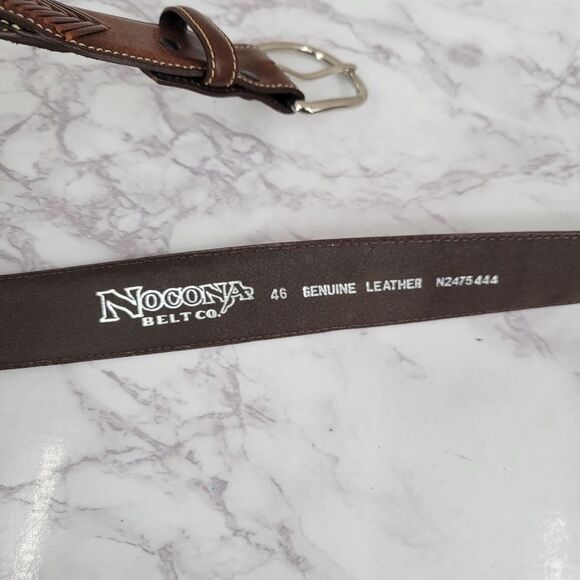 NOCONA
BELT CO.
46 GENUINE LEATHER N2475444